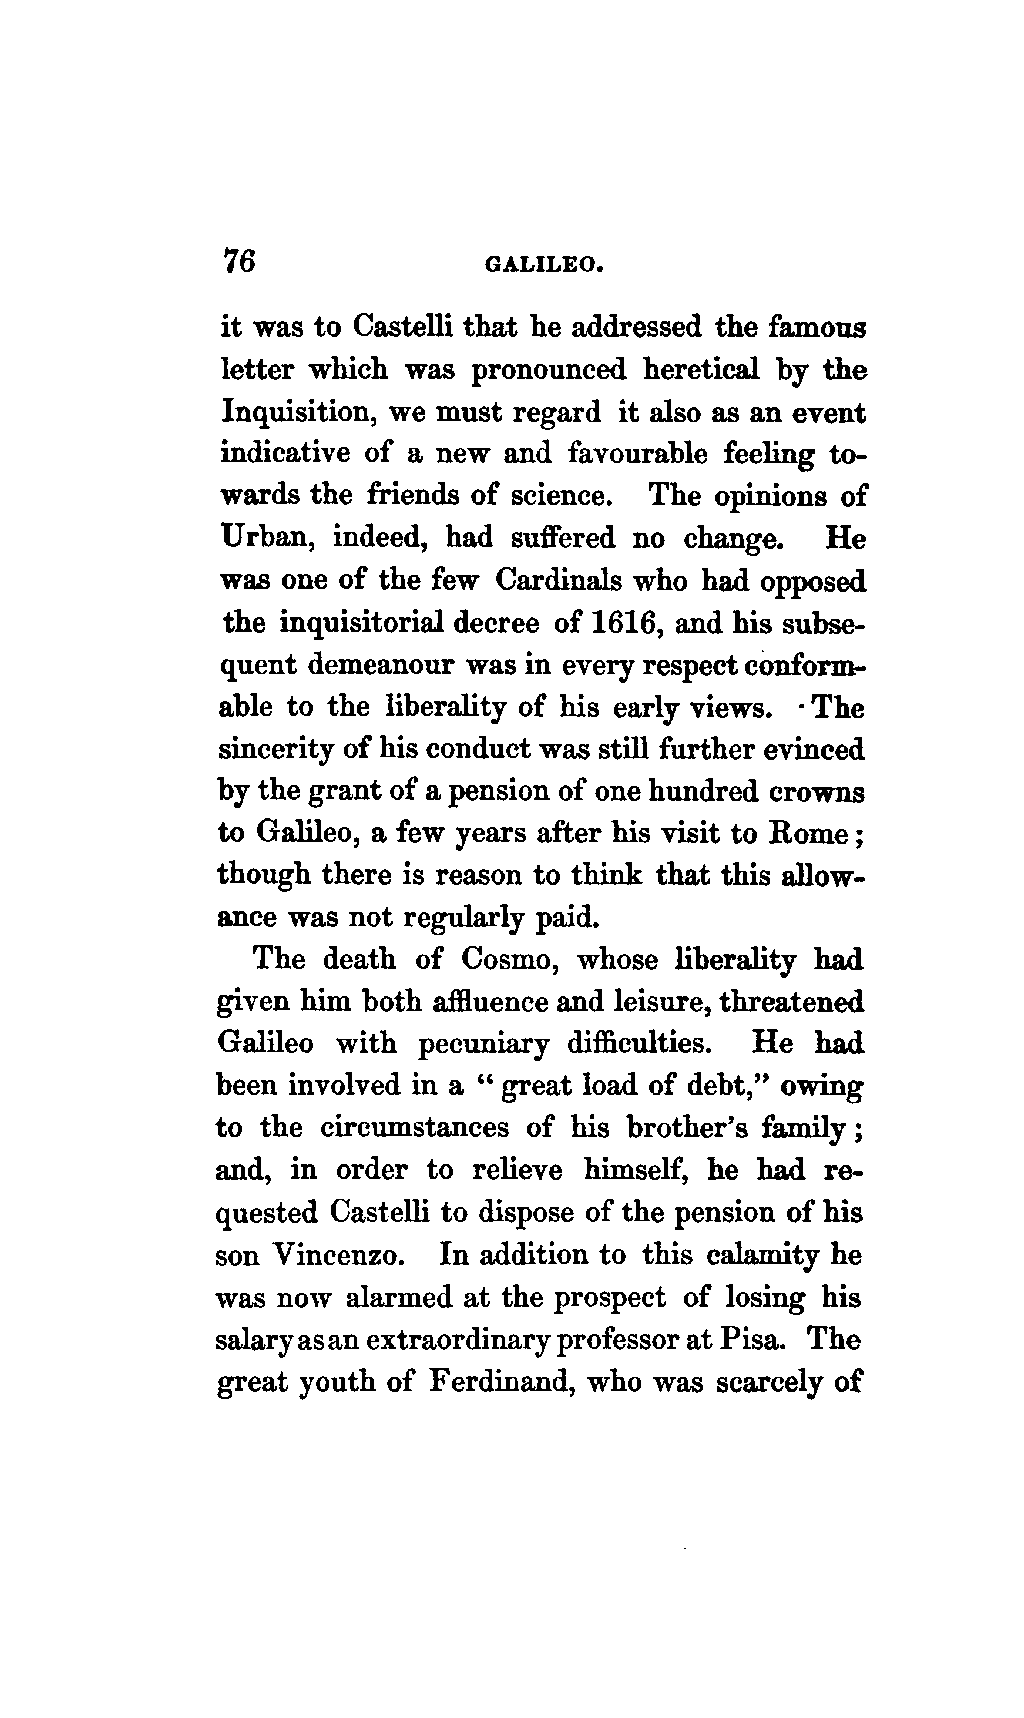 76 GALILEO.
it was to Castelli that he addressed the famous
letter which was pronounced heretical by the
Inquisition, we must regard it also as an event
indicative of a new and favourable feeling to-
wards the friends of science. The opinions of
Urban, indeed, had suffered no change. He
was one of the few Cardinals who had opposed
the inquisitorial decree of 1616, and his subse-
quent demeanour was in every respect conform-
able to the liberality of his early views. The
sincerity of his conduct was still further evinced
by the grant of a pension of one hundred crowns
to Galileo, a few years after his visit to Rome;
though there is reason to think that this allow-
ance was not regularly paid.
The death of Cosmo, whose liberality had
given him both affluence and leisure, threatened
Galileo with pecuniary difficulties. He had
been involved in a “ great load of debt,” owing
to the circumstances of his brother's family;
and, in order to relieve himself, he had re-
quested Castelli to dispose of the pension of his
son Vincenzo. In addition to this calamity he
was now alarmed at the prospect of losing his
salary as an extraordinary professor at Pisa. The
great youth of Ferdinand, who was scarcely of